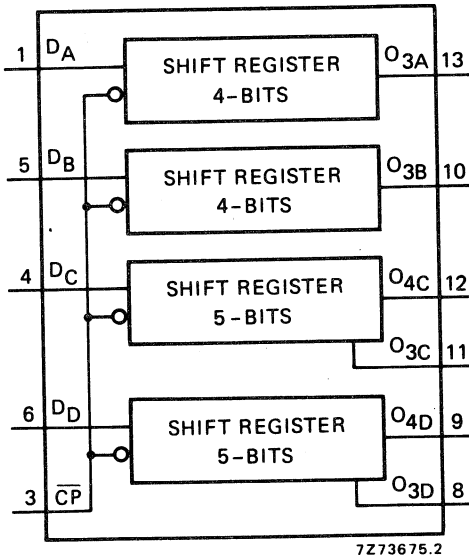 1 DA SHIFT REGISTER 4-BITS O3A 13
5 DB SHIFT REGISTER 4-BITS O3B 10
4 DC SHIFT REGISTER 5-BITS O4C 12
O3C 11
6 DD SHIFT REGISTER 5-BITS O4D 9
3 C̅P̅ O3D 8
7Z73675.2